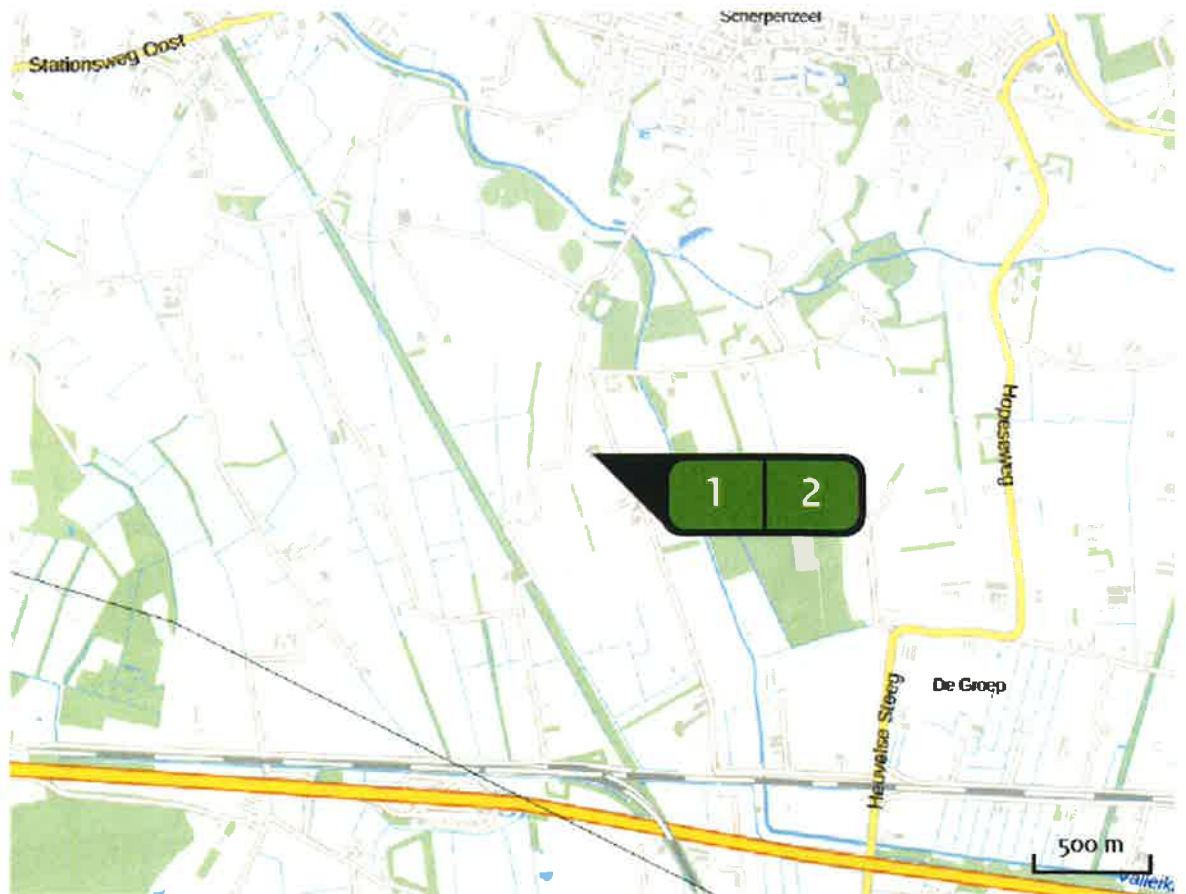 Scherpenzeel
Stationsweg Oost
Hopeseweg
1 2
De Groep
Heuvelse Steeg
500 m
Valleik